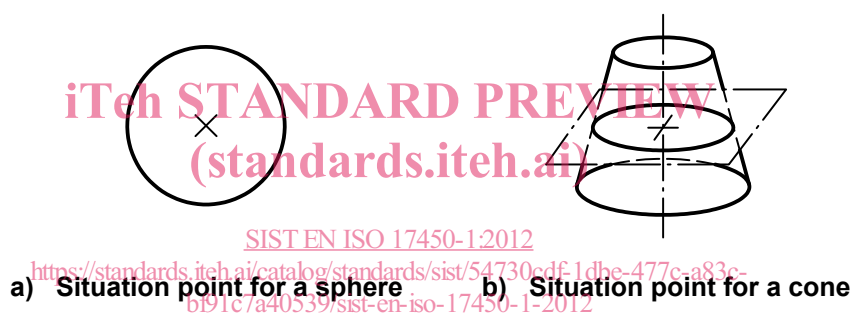 iTeh STANDARD PREVIEW
(standards.iteh.ai)
SIST EN ISO 17450-1:2012
https://standards.iteh.ai/catalog/standards/sist/54730cdf-1dbe-477c-a83c-
a) Situation point for a sphere b) Situation point for a cone
bf91c7a40539/sist-en-iso-17450-1-2012